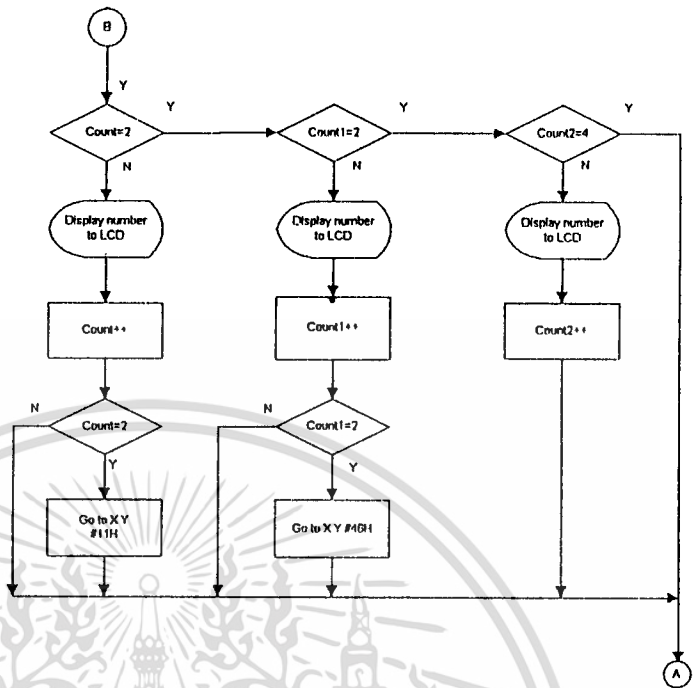 B
Y
Y
Y
Y
Count=2
Count1=2
Count2=4
N
N
N
Display number
to LCD
Display number
to LCD
Display number
to LCD
Count++
Count1++
Count2++
N
Count=2
N
Count1=2
Y
Y
Go to X Y
#11H
Go to X Y #46H
A